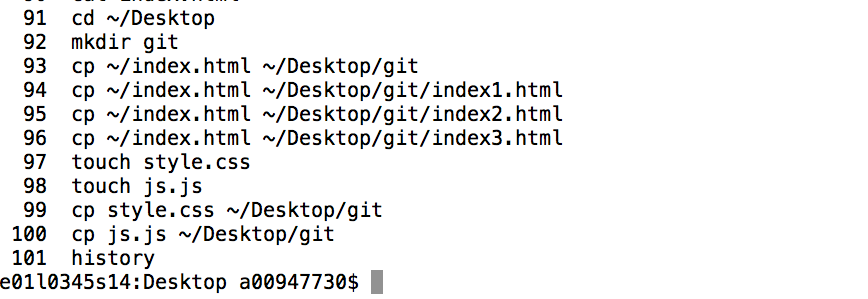 91 cd ~/Desktop
92 mkdir git
93 cp ~/index.html ~/Desktop/git
94 cp ~/index.html ~/Desktop/git/index1.html
95 cp ~/index.html ~/Desktop/git/index2.html
96 cp ~/index.html ~/Desktop/git/index3.html
97 touch style.css
98 touch js.js
99 cp style.css ~/Desktop/git
100 cp js.js ~/Desktop/git
101 history
e01l0345s14:Desktop a00947730$